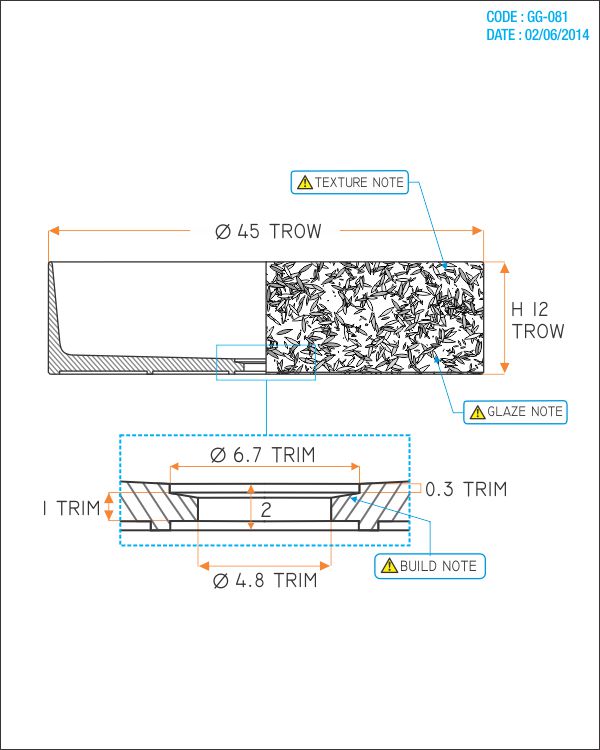 CODE : GG-081
DATE : 02/06/2014
TEXTURE NOTE
Ø 45 TROW
H 12
TROW
GLAZE NOTE
Ø 6.7 TRIM
0.3 TRIM
1 TRIM
2
Ø 4.8 TRIM
BUILD NOTE